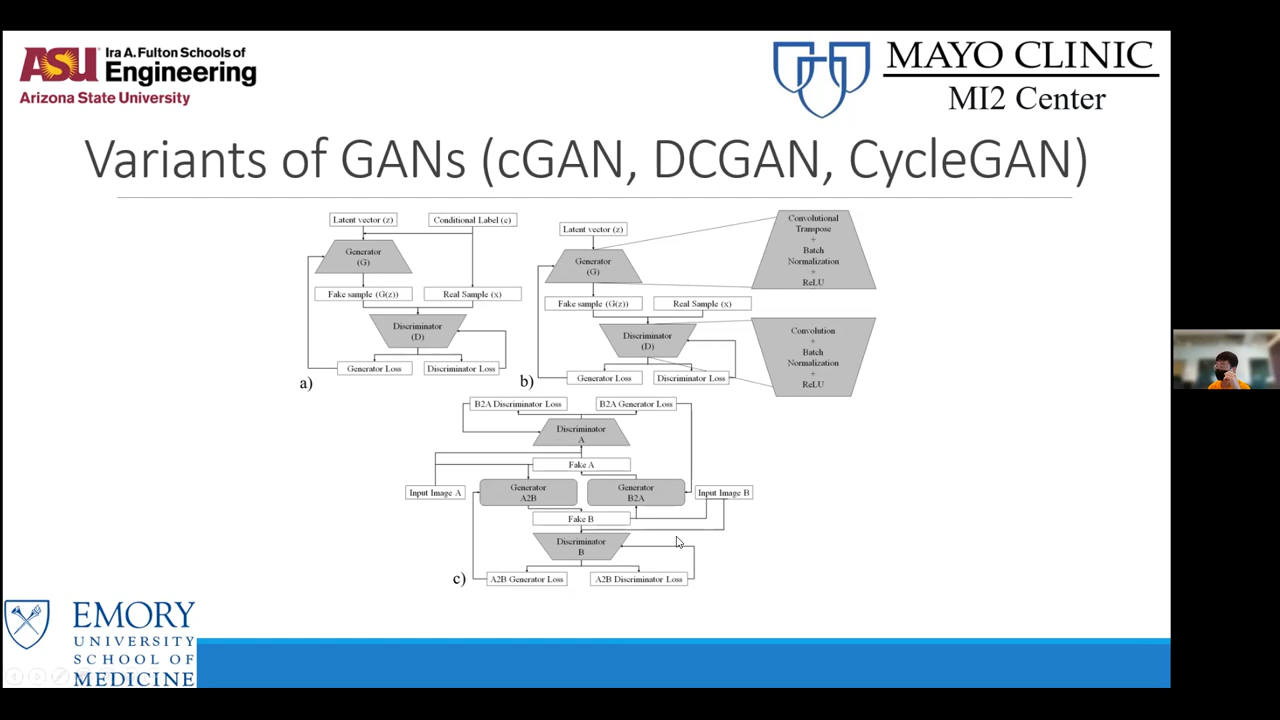 ASU Ira A. Fulton Schools of
Engineering
Arizona State University
MAYO CLINIC
MI2 Center
Variants of GANs (cGAN, DCGAN, CycleGAN)
Latent vector (z)
Conditional Label (c)
Generator
(G)
Fake sample (G(z))
Real Sample (x)
Discriminator
(D)
Generator Loss
Discriminator Loss
a)
Latent vector (z)
Generator
(G)
Fake sample (G(z))
Real Sample (x)
Discriminator
(D)
Generator Loss
Discriminator Loss
b)
Convolutional
Transpose
+
Batch
Normalization
+
ReLU
Convolution
+
Batch
Normalization
+
ReLU
B2A Discriminator Loss
B2A Generator Loss
Discriminator
A
Fake A
Input Image A
Generator
A2B
Generator
B2A
Input Image B
Fake B
Discriminator
B
c)
A2B Generator Loss
A2B Discriminator Loss
EMORY
UNIVERSITY
SCHOOL OF
MEDICINE